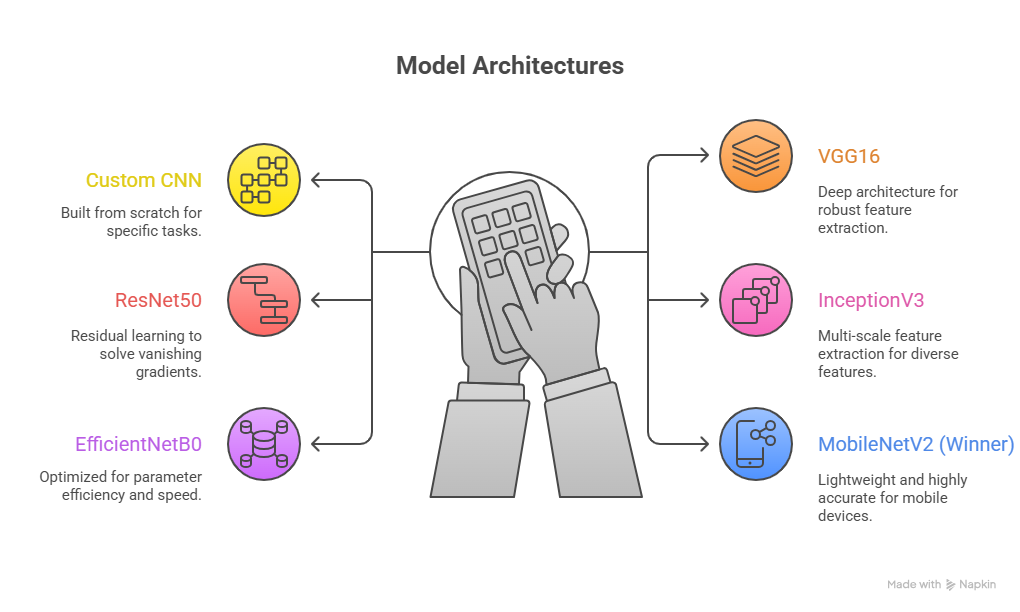 Model Architectures
Custom CNN
Built from scratch for
specific tasks.
ResNet50
Residual learning to
solve vanishing
gradients.
EfficientNetB0
Optimized for parameter
efficiency and speed.
VGG16
Deep architecture for
robust feature
extraction.
InceptionV3
Multi-scale feature
extraction for diverse
features.
MobileNetV2 (Winner)
Lightweight and highly
accurate for mobile
devices.
Made with Napkin